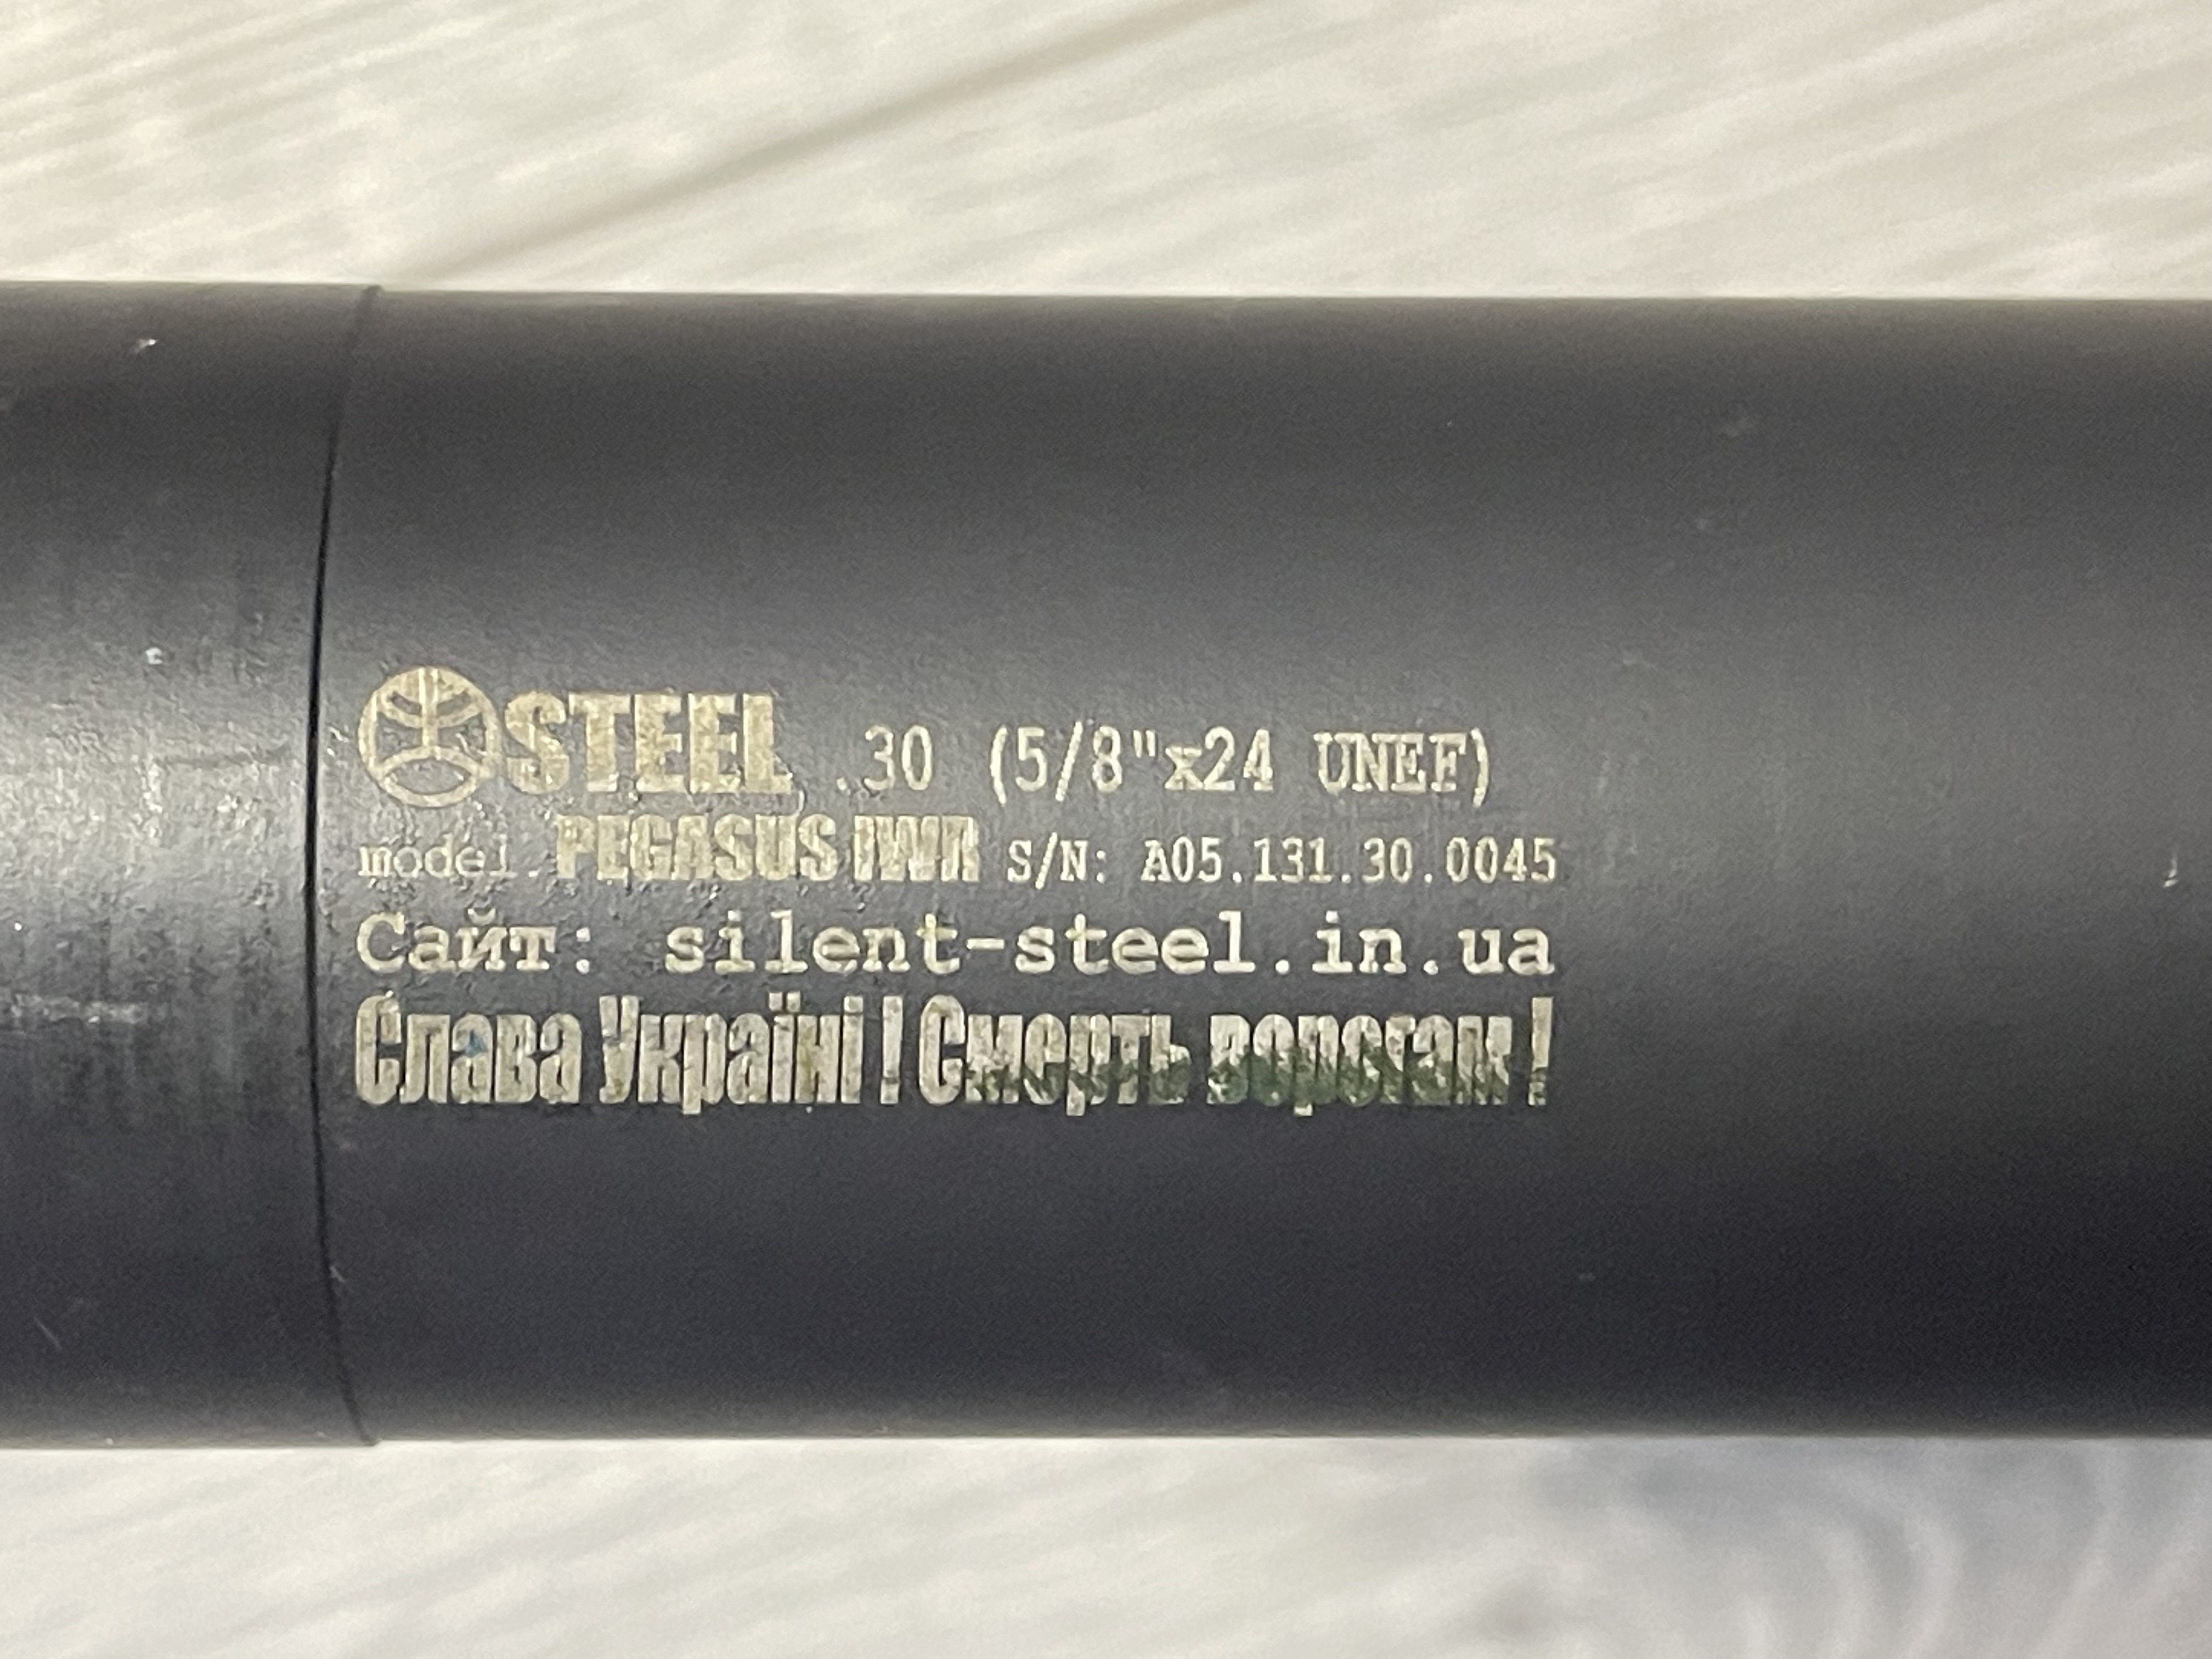 STEEL .30 (5/8"x24 UNEF)
model. PEGASUS S/N: A05.131.30.0045
Сайт: silent-steel.in.ua
Слава Україні ! Смерть ворогам !